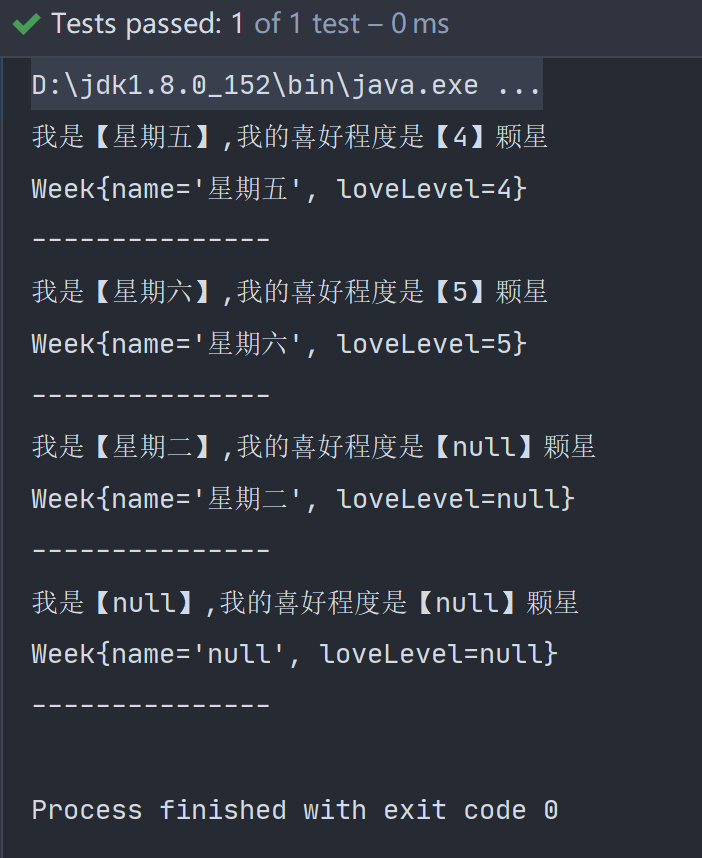 Tests passed: 1 of 1 test – 0 ms
D:\jdk1.8.0_152\bin\java.exe ...
我是【星期五】,我的喜好程度是【4】颗星
Week{name='星期五', loveLevel=4}
---------------
我是【星期六】,我的喜好程度是【5】颗星
Week{name='星期六', loveLevel=5}
---------------
我是【星期二】,我的喜好程度是【null】颗星
Week{name='星期二', loveLevel=null}
---------------
我是【null】,我的喜好程度是【null】颗星
Week{name='null', loveLevel=null}
---------------
Process finished with exit code 0